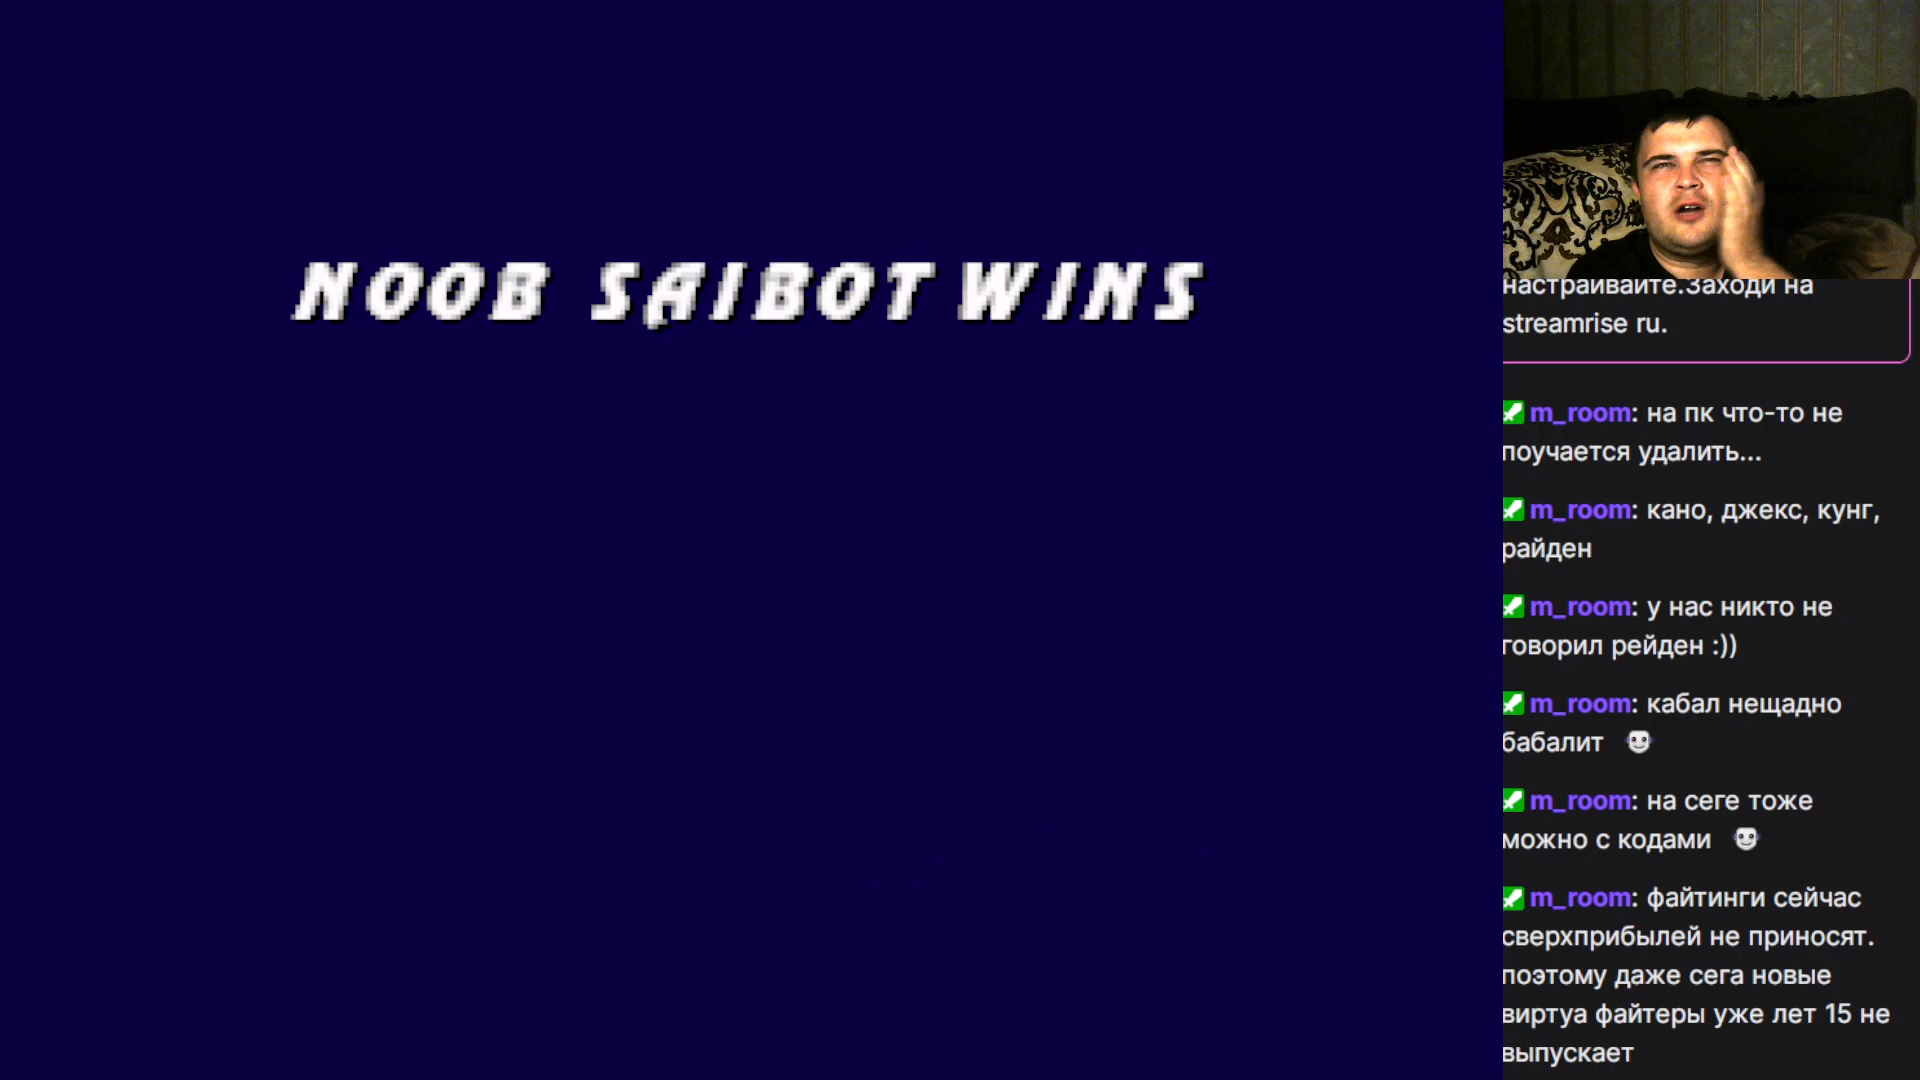 NOOB SAIBOT WINS
настраивайте.Заходи на
streamrise ru.
m_room: на пк что-то не
поучается удалить...
m_room: кано, джекс, кунг,
райден
m_room: у нас никто не
говорил рейден :))
m_room: кабал нещадно
бабалит
m_room: на сеге тоже
можно с кодами
m_room: файтинги сейчас
сверхприбылей не приносят.
поэтому даже сега новые
виртуа файтеры уже лет 15 не
выпускает